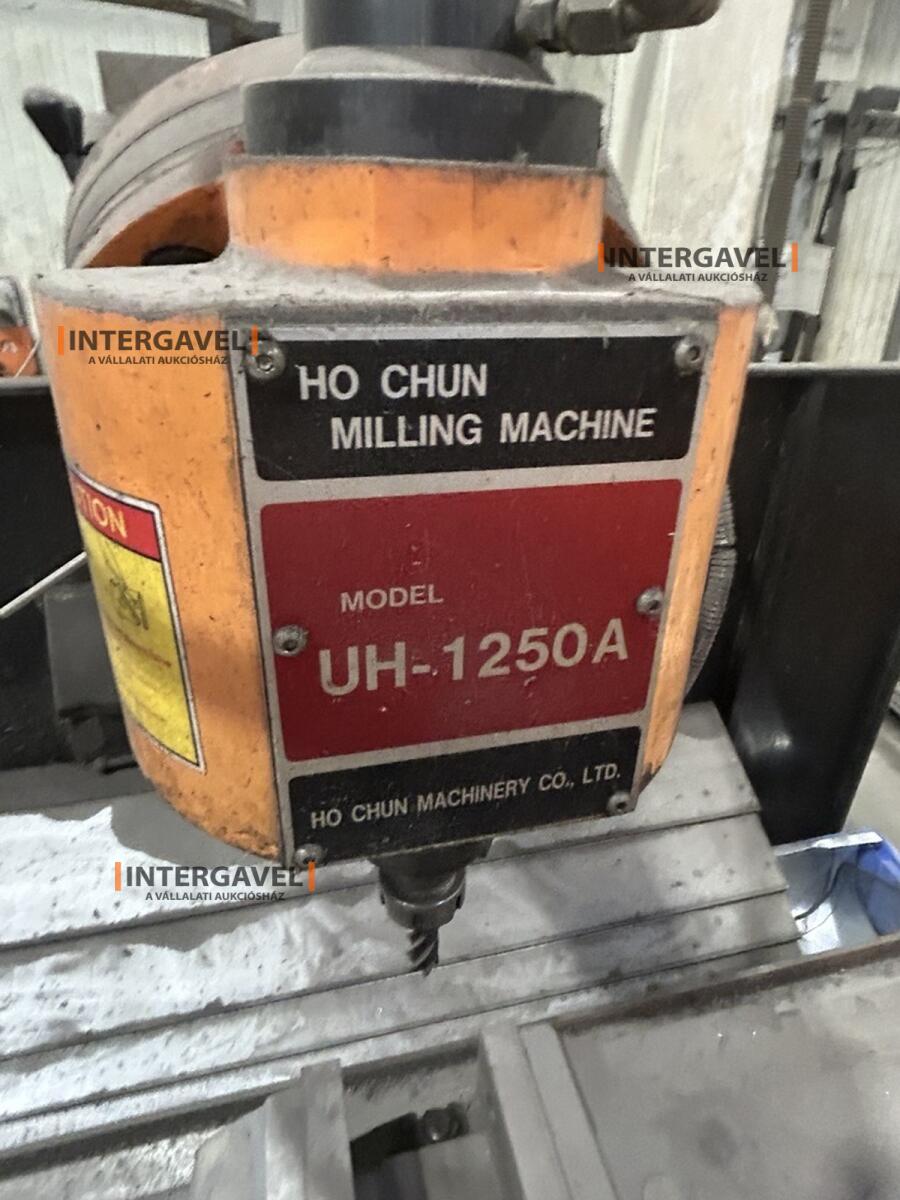 INTERGAVEL
A VÁLLALATI AUKCIÓSHÁZ
INTERGAVEL
A VÁLLALATI AUKCIÓSHÁZ
HO CHUN
MILLING MACHINE
TION
MODEL
UH-1250A
HO CHUN MACHINERY CO., LTD.
INTERGAVEL
A VÁLLALATI AUKCIÓSHÁZ